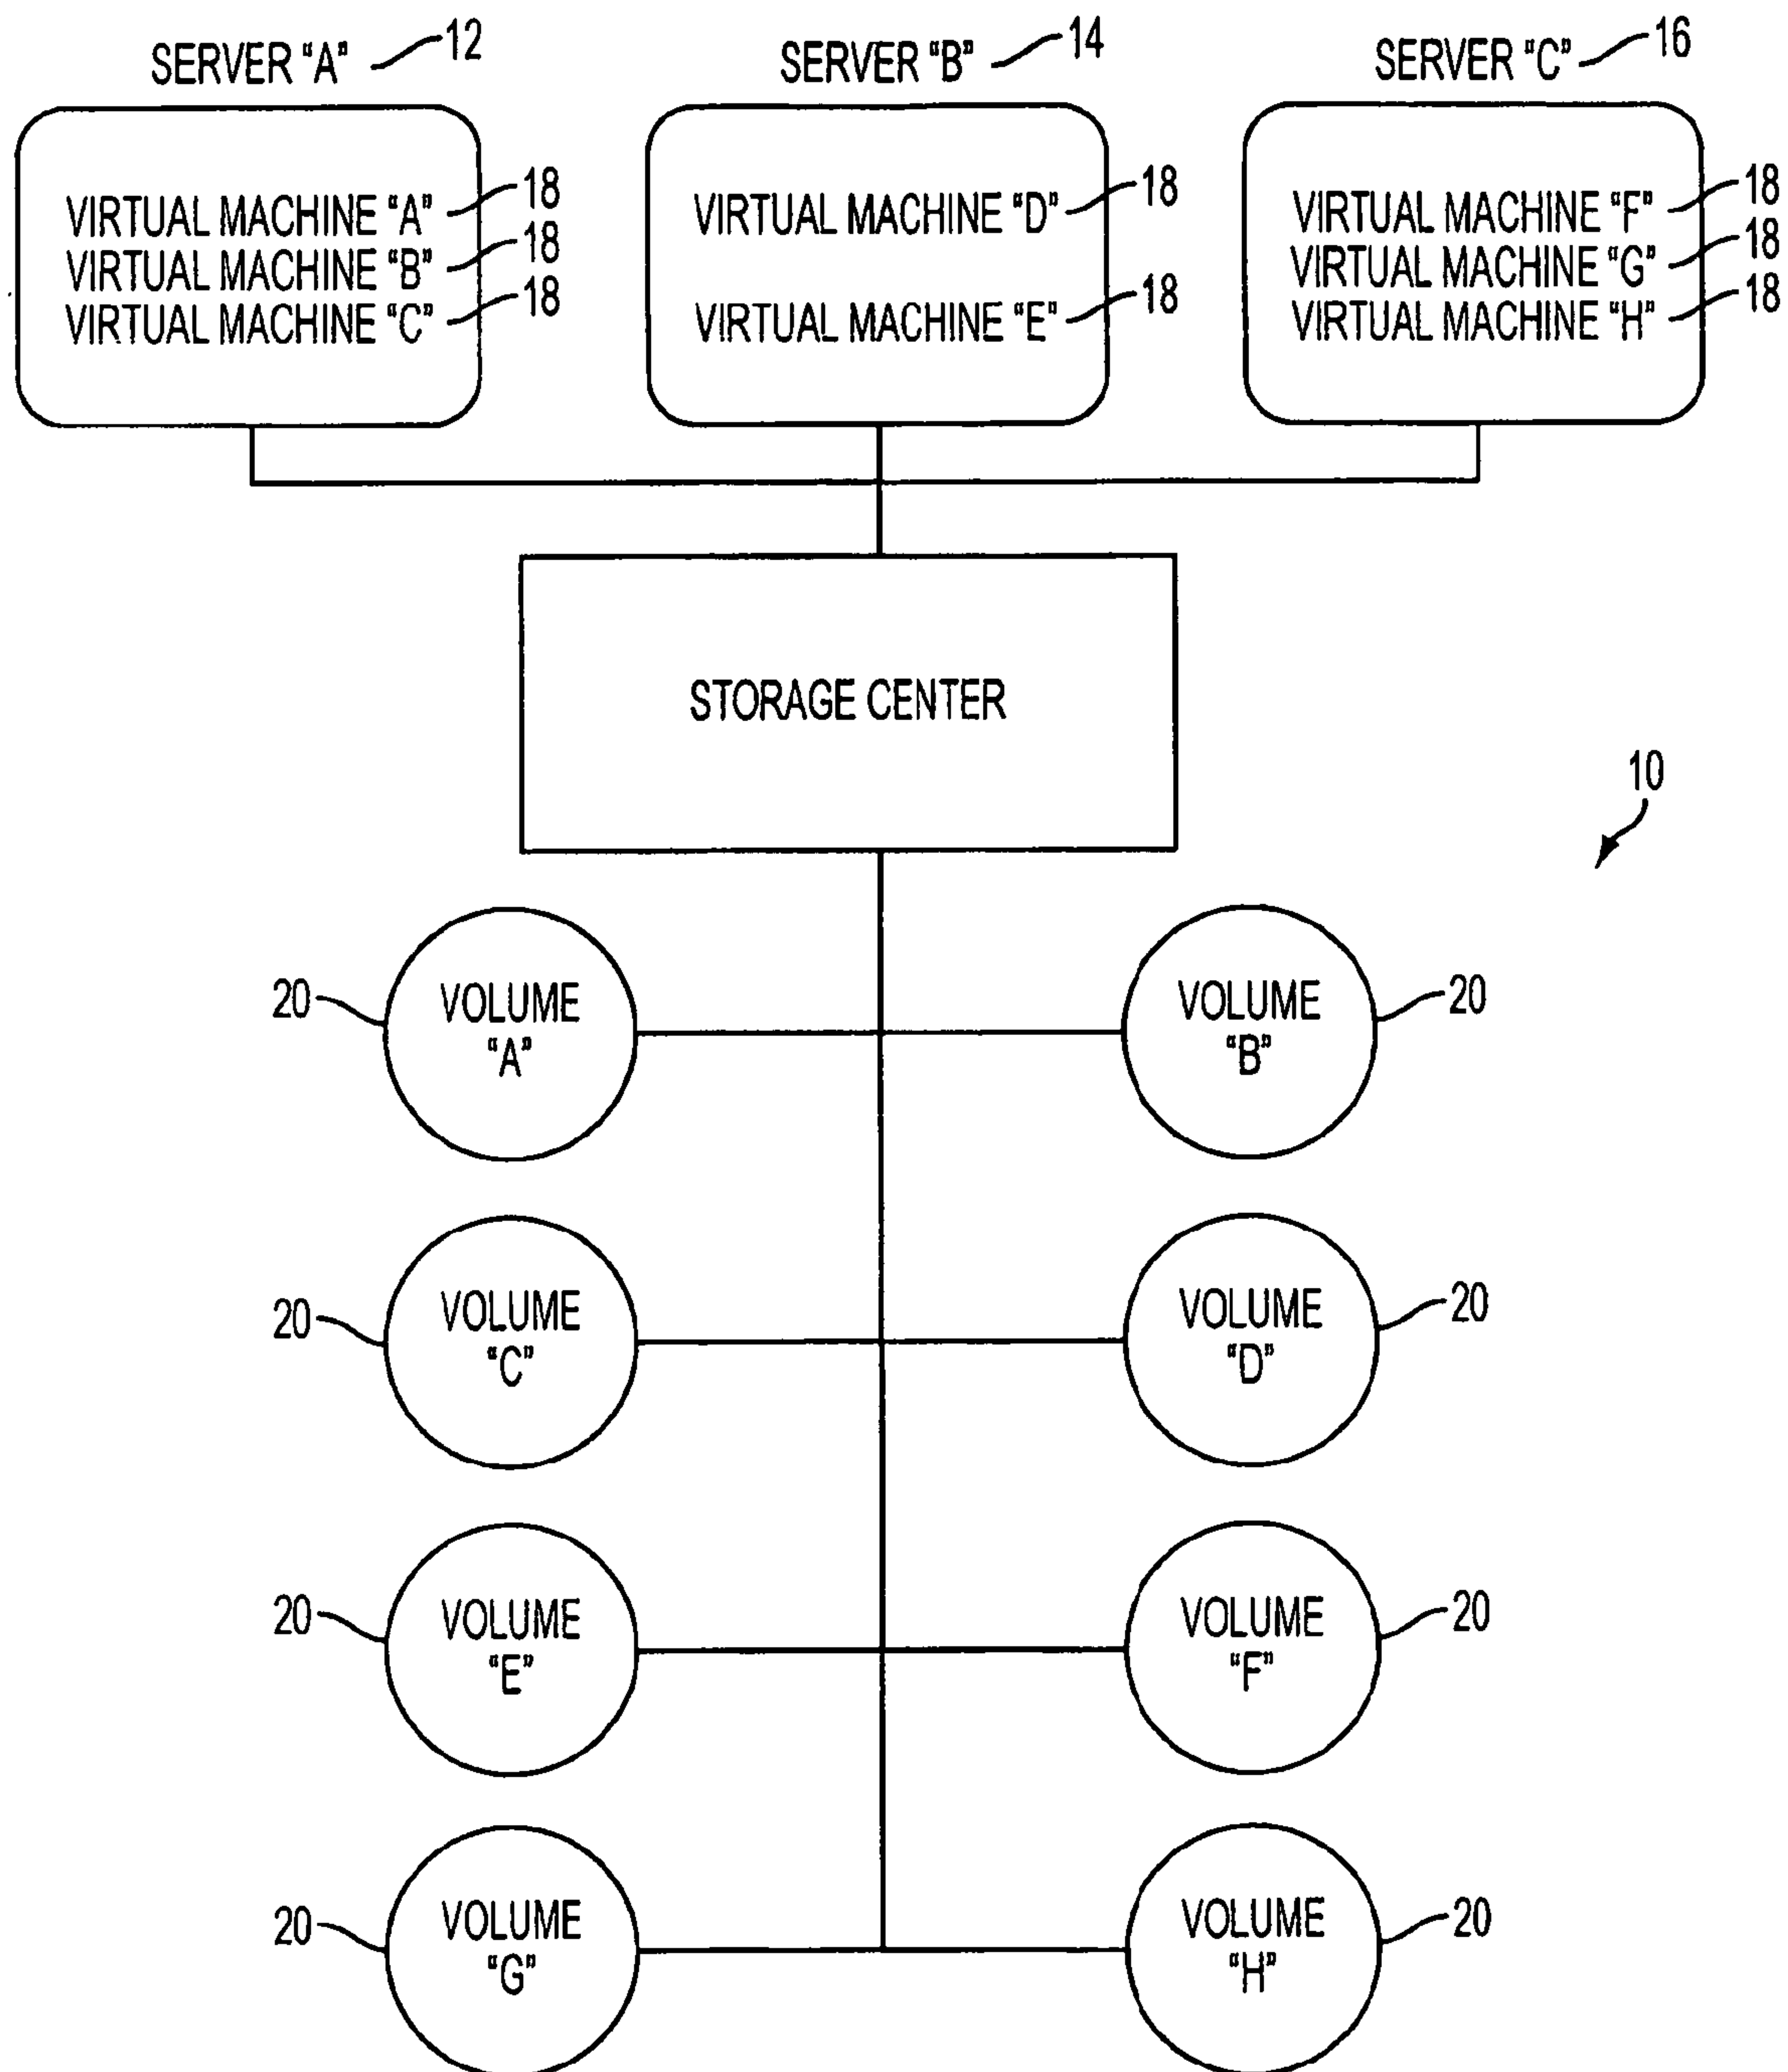 SERVER "A" 12
SERVER "B" 14
SERVER "C" 16
VIRTUAL MACHINE "A" 18
VIRTUAL MACHINE "B" 18
VIRTUAL MACHINE "C" 18
VIRTUAL MACHINE "D" 18
VIRTUAL MACHINE "E" 18
VIRTUAL MACHINE "F" 18
VIRTUAL MACHINE "G" 18
VIRTUAL MACHINE "H" 18
STORAGE CENTER
10
20
VOLUME
"A"
VOLUME
"B"
20
20
VOLUME
"C"
VOLUME
"D"
20
20
VOLUME
"E"
VOLUME
"F"
20
20
VOLUME
"G"
VOLUME
"H"
20